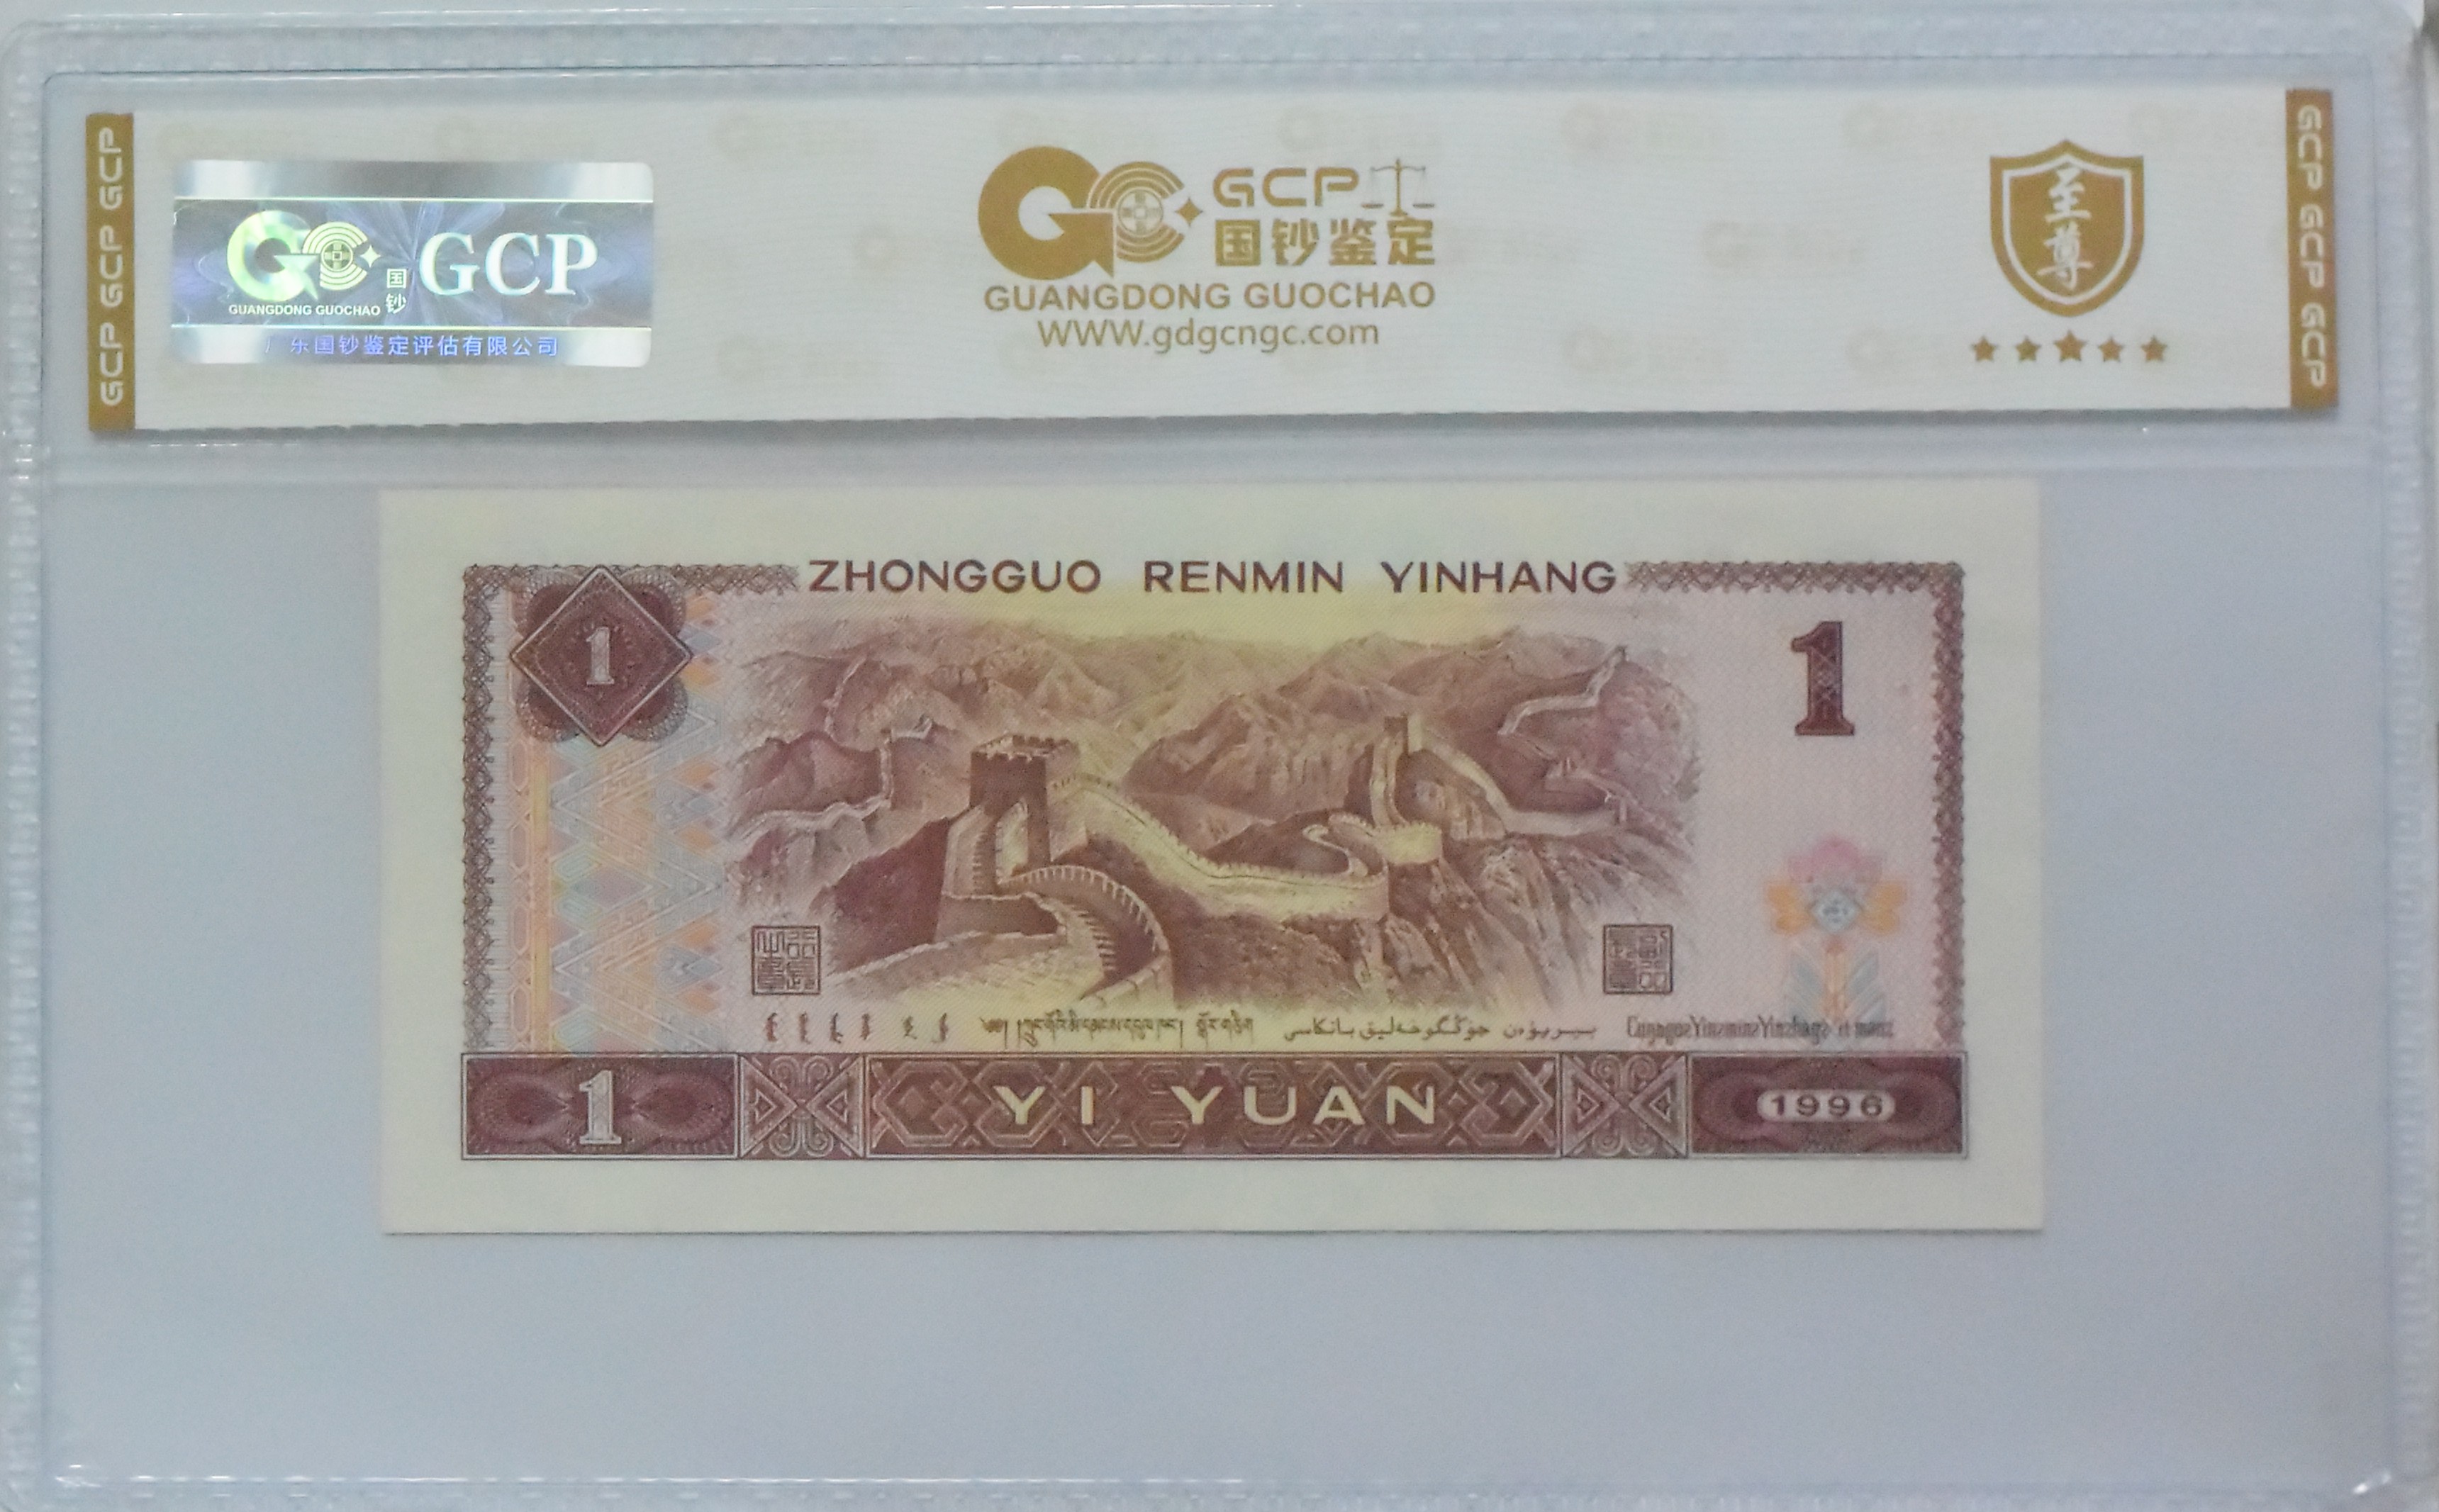 GCP GCP GCP
国钞
GCP
GUANGDONG GUOCHAO
广东国钞鉴定评估有限公司
GCP
国钞鉴定
GUANGDONG GUOCHAO
WWW.gdgcngc.com
至尊
GCP GCP GCP
ZHONGGUO RENMIN YINHANG
1
1
1
YI YUAN
1996